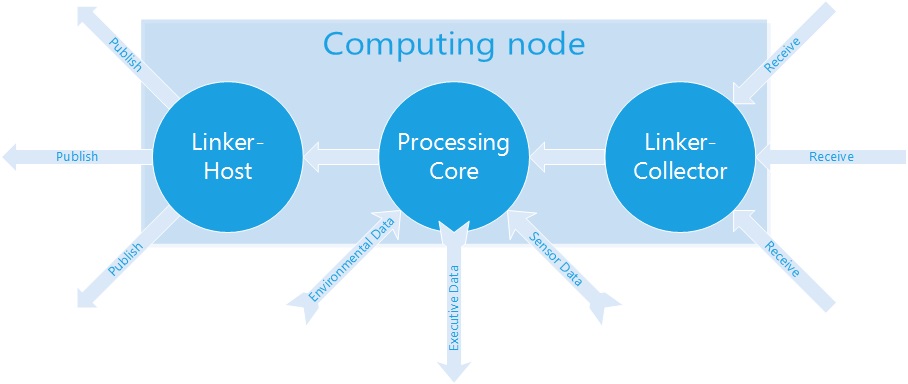 Computing node
Publish
Receive
Linker-
Host
Processing
Core
Linker-
Collector
Publish
Receive
Publish
Environmental Data
Executive Data
Sensor Data
Receive